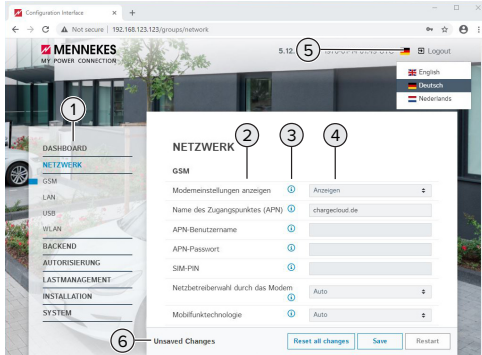 Configuration Interface
Not secure | 192.168.123.123/groups/network
MENNEKES
MY POWER CONNECTION
5.12.
5
Logout
English
Deutsch
Nederlands
1
DASHBOARD
NETZWERK
GSM
LAN
USB
WLAN
BACKEND
AUTORISIERUNG
LASTMANAGEMENT
INSTALLATION
SYSTEM
NETZWERK
2
3
4
GSM
Modemeinstellungen anzeigen
Anzeigen
Name des Zugangspunktes (APN)
chargecloud.de
APN-Benutzername
APN-Passwort
SIM-PIN
Netzbetreiberwahl durch das Modem
Auto
Mobilfunktechnologie
Auto
6
Unsaved Changes
Reset all changes
Save
Restart